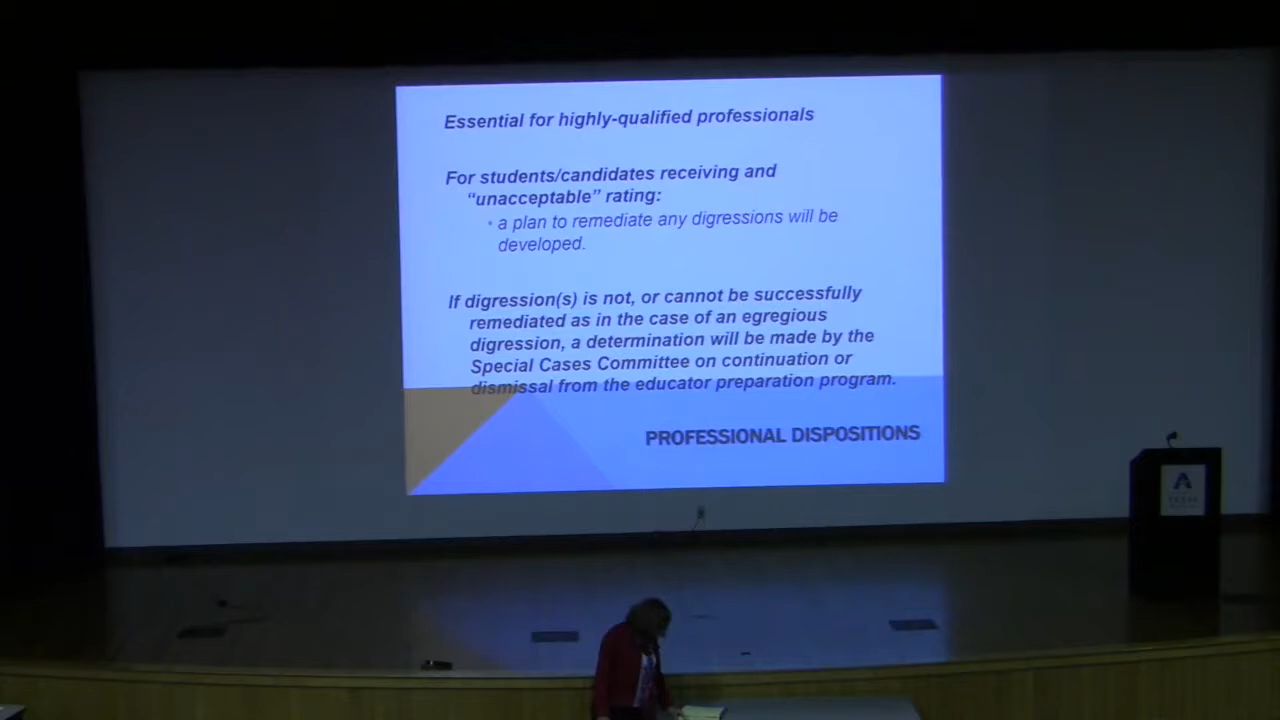 Essential for highly-qualified professionals
For students/candidates receiving and
“unacceptable” rating:
• a plan to remediate any digressions will be
developed.
If digression(s) is not, or cannot be successfully
remediated as in the case of an egregious
digression, a determination will be made by the
Special Cases Committee on continuation or
dismissal from the educator preparation program.
PROFESSIONAL DISPOSITIONS
A